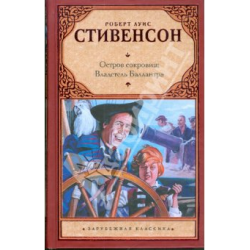 РОБЕРТ ЛУИС
СТИВЕНСОН
Остров сокровищ
Владетель Баллантрэ
ЗАРУБЕЖНАЯ КЛАССИКА